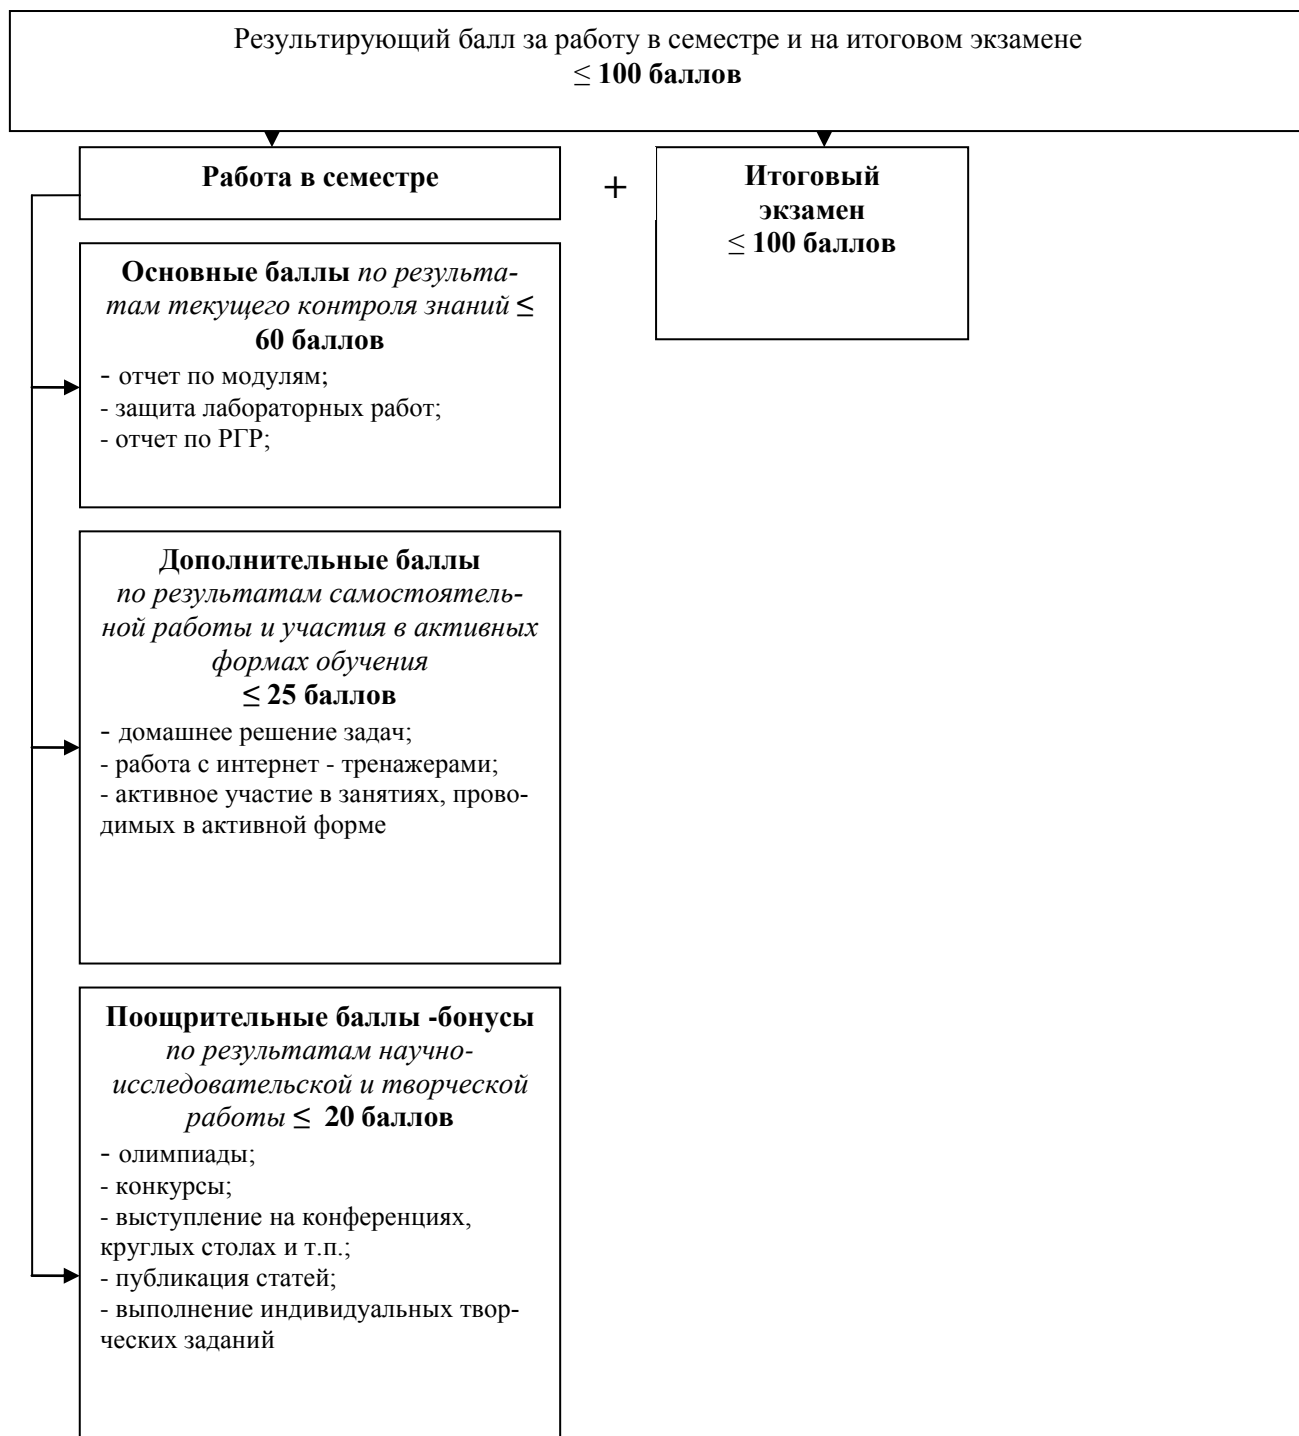 Результирующий балл за работу в семестре и на итоговом экзамене
≤ 100 баллов
Работа в семестре
+
Итоговый
экзамен
≤ 100 баллов
Основные баллы по результа-
там текущего контроля знаний ≤
60 баллов
- отчет по модулям;
- защита лабораторных работ;
- отчет по РГР;
Дополнительные баллы
по результатам самостоятель-
ной работы и участия в активных
формах обучения
≤ 25 баллов
- домашнее решение задач;
- работа с интернет - тренажерами;
- активное участие в занятиях, прово-
димых в активной форме
Поощрительные баллы -бонусы
по результатам научно-
исследовательской и творческой
работы ≤ 20 баллов
- олимпиады;
- конкурсы;
- выступление на конференциях,
круглых столах и т.п.;
- публикация статей;
- выполнение индивидуальных твор-
ческих заданий